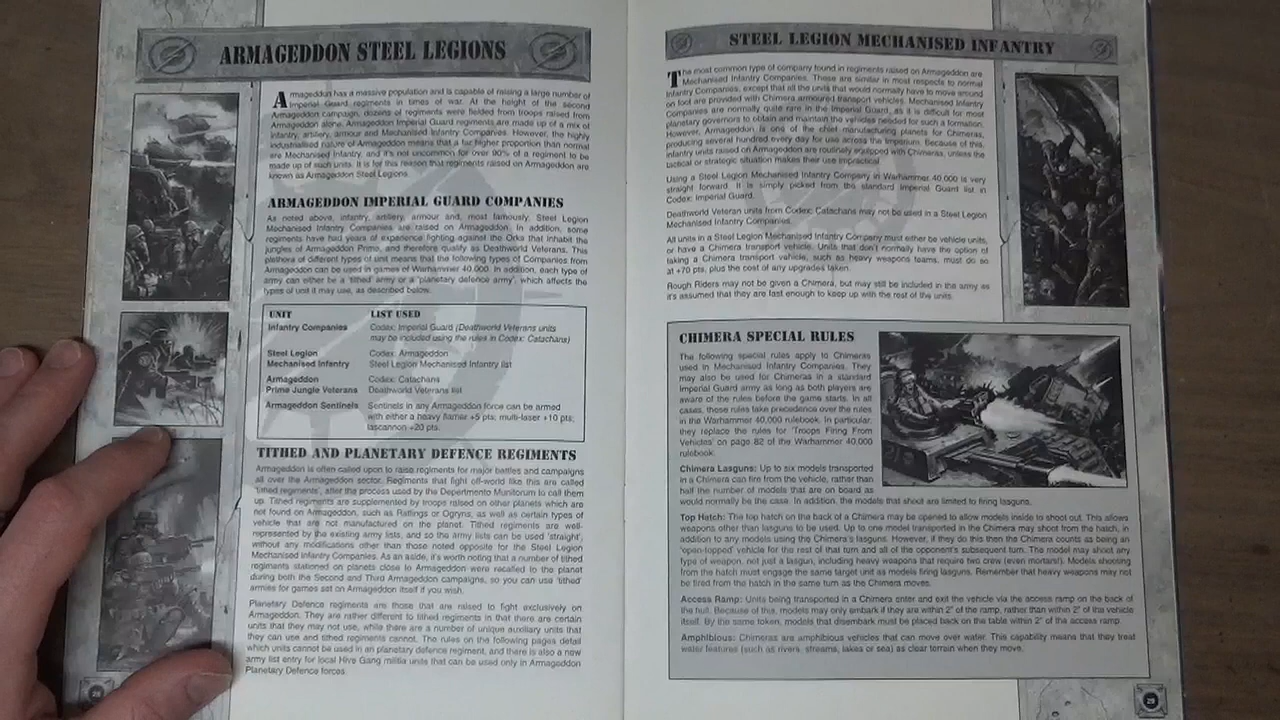 ARMAGEDDON STEEL LEGIONS
Armageddon has a massive population and is capable of raising a large number of
Imperial Guard regiments in times of war. At the height of the second
Armageddon campaign, dozens of regiments were fielded from troops raised from
Armageddon alone. Armageddon Imperial Guard regiments are made up of a mix of
infantry, artillery, armour and Mechanised Infantry Companies. However, the highly
industrialised nature of Armageddon means that a far higher proportion than normal
are Mechanised Infantry, and it's not uncommon for over 90% of a regiment to be
made up of such units. It is for this reason that regiments raised on Armageddon are
known as Armageddon Steel Legions.
ARMAGEDDON IMPERIAL GUARD COMPANIES
As noted above, infantry, artillery, armour and, most famously, Steel Legion
Mechanised Infantry Companies are raised on Armageddon. In addition, some
regiments have had years of experience fighting against the Orks that inhabit the
jungles of Armageddon Prime, and therefore qualify as Deathworld Veterans. This
plethora of different types of unit means that the following types of Companies from
Armageddon can be used in games of Warhammer 40,000. In addition, each type of
army can either be a 'tithed' army or a 'planetary defence army', which affects the
types of unit it may use, as described below.
UNIT LIST USED
Infantry Companies Codex: Imperial Guard (Deathworld Veterans units
may be included using the rules in Codex: Catachans)
Steel Legion Codex: Armageddon
Mechanised Infantry Steel Legion Mechanised Infantry list
Armageddon Codex: Catachans
Prime Jungle Veterans Deathworld Veterans list
Armageddon Sentinels Sentinels in any Armageddon force can be armed
with either a heavy flamer +5 pts; multi-laser +10 pts;
lascannon +20 pts.
TITHED AND PLANETARY DEFENCE REGIMENTS
Armageddon is often called upon to raise regiments for major battles and campaigns
all over the Armageddon sector. Regiments that fight off-world like this are called
'tithed regiments', after the process used by the Departmento Munitorum to call them
up. Tithed regiments are supplemented by troops raised on other planets which are
not found on Armageddon, such as Ratlings or Ogryns, as well as certain types of
vehicle that are not manufactured on the planet. Tithed regiments are well-
represented by the existing army lists, and so the army lists can be used 'straight',
without any modifications other than those noted opposite for the Steel Legion
Mechanised Infantry Companies. As an aside, it's worth noting that a number of tithed
regiments stationed on planets close to Armageddon were recalled to the planet
during both the Second and Third Armageddon campaigns, so you can use 'tithed'
armies for games set on Armageddon itself if you wish.
Planetary Defence regiments are those that are raised to fight exclusively on
Armageddon. They are rather different to tithed regiments in that there are certain
units that they may not use, while there are a number of unique auxiliary units that
they can use and tithed regiments cannot. The rules on the following pages detail
which units cannot be used in an planetary defence regiment, and there is also a new
army list entry for local Hive Gang militia units that can be used only in Armageddon
Planetary Defence forces.
28
STEEL LEGION MECHANISED INFANTRY
The most common type of company found in regiments raised on Armageddon are
Mechanised Infantry Companies. These are similar in most respects to normal
Infantry Companies, except that all the units that would normally have to move around
on foot are provided with Chimera armoured transport vehicles. Mechanised Infantry
Companies are normally quite rare in the Imperial Guard, as it is difficult for most
planetary governors to obtain and maintain the vehicles needed for such a formation.
However, Armageddon is one of the chief manufacturing planets for Chimeras,
producing several hundred every day for use across the Imperium. Because of this,
infantry units raised on Armageddon are routinely equipped with Chimeras, unless the
tactical or strategic situation makes their use impractical.
Using a Steel Legion Mechanised Infantry Company in Warhammer 40,000 is very
straight forward. It is simply picked from the standard Imperial Guard list in
Codex: Imperial Guard.
Deathworld Veteran units from Codex: Catachans may not be used in a Steel Legion
Mechanised Infantry Companies.
All units in a Steel Legion Mechanised Infantry Company must either be vehicle units,
or have a Chimera transport vehicle. Units that don't normally have the option of
taking a Chimera transport vehicle, such as heavy weapons teams, must do so
at +70 pts, plus the cost of any upgrades taken.
Rough Riders may not be given a Chimera, but may still be included in the army as
it's assumed that they are fast enough to keep up with the rest of the units.
CHIMERA SPECIAL RULES
The following special rules apply to Chimeras
used in Mechanised Infantry Companies. They
may also be used for Chimeras in a standard
Imperial Guard army as long as both players are
aware of the rules before the game starts. In all
cases, these rules take precedence over the rules
in the Warhammer 40,000 rulebook. In particular,
they replace the rules for 'Troops Firing From
Vehicles' on page 82 of the Warhammer 40,000
rulebook.
Chimera Lasguns: Up to six models transported
in a Chimera can fire from the vehicle, rather than
half the number of models that are on board as
would normally be the case. In addition, the models that shoot are limited to firing lasguns.
Top Hatch: The top hatch on the back of a Chimera may be opened to allow models inside to shoot out. This allows
weapons other than lasguns to be used. Up to one model transported in the Chimera may shoot from the hatch, in
addition to any models using the Chimera's lasguns. However, if they do this then the Chimera counts as being an
'open-topped' vehicle for the rest of that turn and all of the opponent's subsequent turn. The model may shoot any
type of weapon, not just a lasgun, including heavy weapons that require two crew (even mortars!). Models shooting
from the hatch must engage the same target unit as models firing lasguns. Remember that heavy weapons may not
be fired from the hatch in the same turn as the Chimera moves.
Access Ramp: Units being transported in a Chimera enter and exit the vehicle via the access ramp on the back of
the hull. Because of this, models may only embark if they are within 2" of the ramp, rather than within 2" of the vehicle
itself. By the same token, models that disembark must be placed back on the table within 2" of the access ramp.
Amphibious: Chimeras are amphibious vehicles that can move over water. This capability means that they treat
water features (such as rivers, streams, lakes or sea) as clear terrain when they move.
29